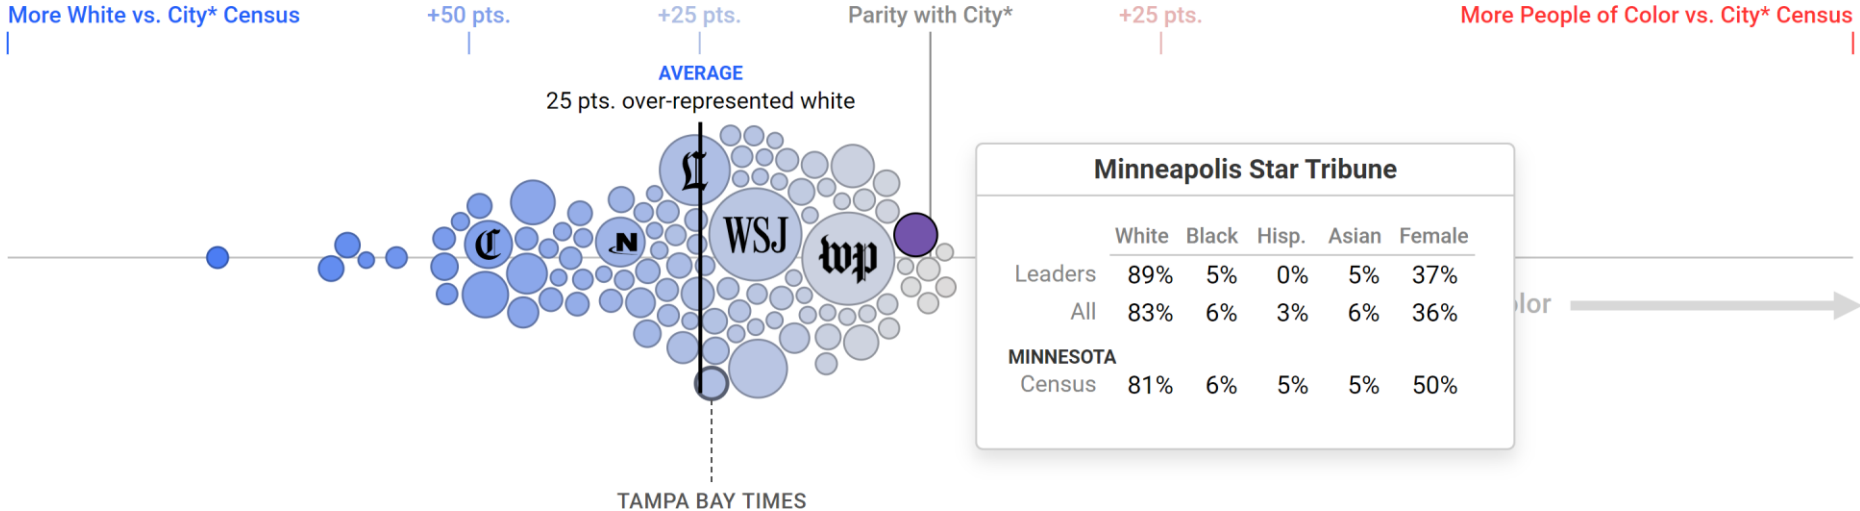 More White vs. City* Census
+50 pts.
+25 pts.
Parity with City*
+25 pts.
More People of Color vs. City* Census
AVERAGE
25 pts. over-represented white
L
C
N
WSJ
wp
Minneapolis Star Tribune
White Black Hisp. Asian Female
Leaders 89% 5% 0% 5% 37%
All 83% 6% 3% 6% 36%
MINNESOTA
Census 81% 6% 5% 5% 50%
olor
TAMPA BAY TIMES